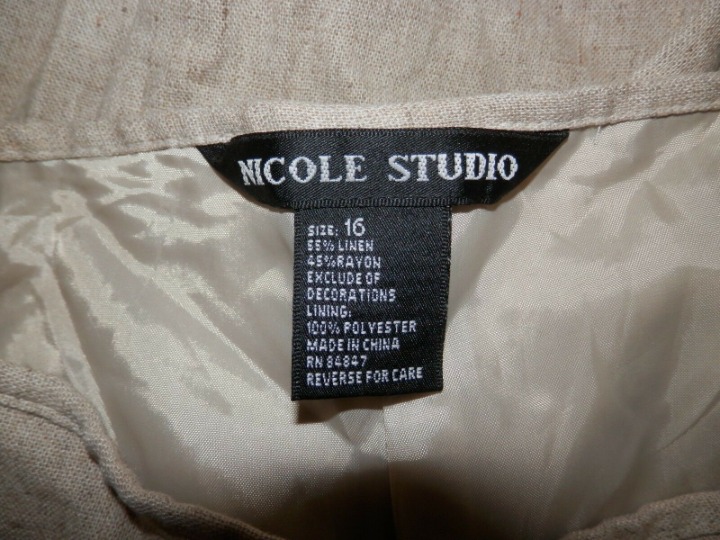 NICOLE STUDIO
SIZE: 16
55% LINEN
45%RAYON
EXCLUDE OF
DECORATIONS
LINING:
100% POLYESTER
MADE IN CHINA
RN 84847
REVERSE FOR CARE